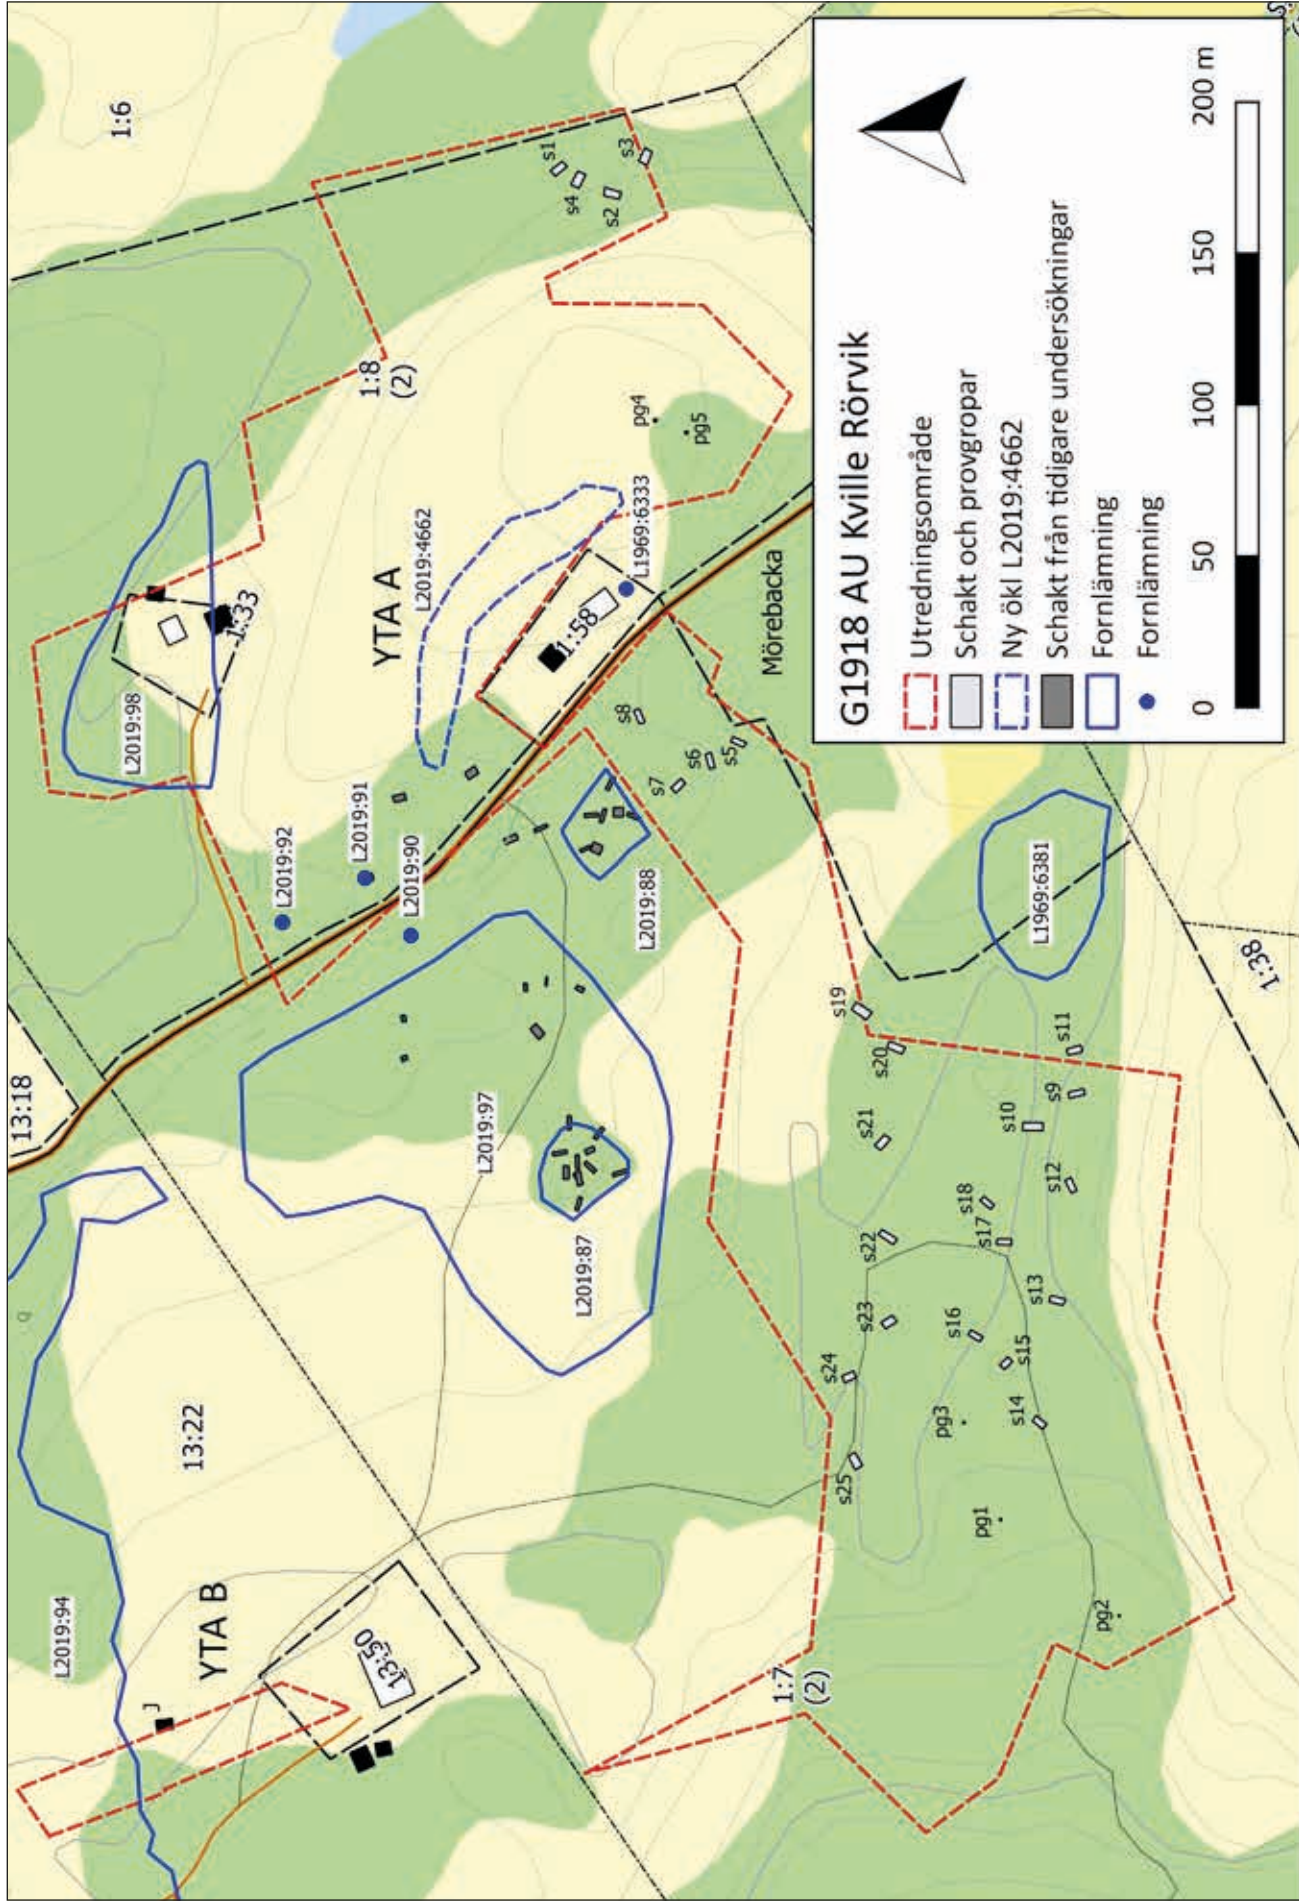 1:6
13:18
L2019:94
13:22
L2019:98
1:33
L2019:92
L2019:91
L2019:90
YTA A
L2019:4662
1:8
(2)
s1
s4
s2
s3
pg4
pg5
1:58
L1969:6333
Mörebacka
YTA B
J
13:50
L2019:97
L2019:87
L2019:88
s8
s7
s6
s5
L1969:6381
1:38
s19
s20
s21
s22
s23
s24
s25
s11
s9
s10
s12
s18
s17
s13
s16
s15
s14
pg3
pg1
pg2
1:7
(2)
G1918 AU Kville Rörvik
Utredningsområde
Schakt och provgropar
Ny ökl L2019:4662
Schakt från tidigare undersökningar
Fornlämning
Fornlämning
0 50 100 150 200 m